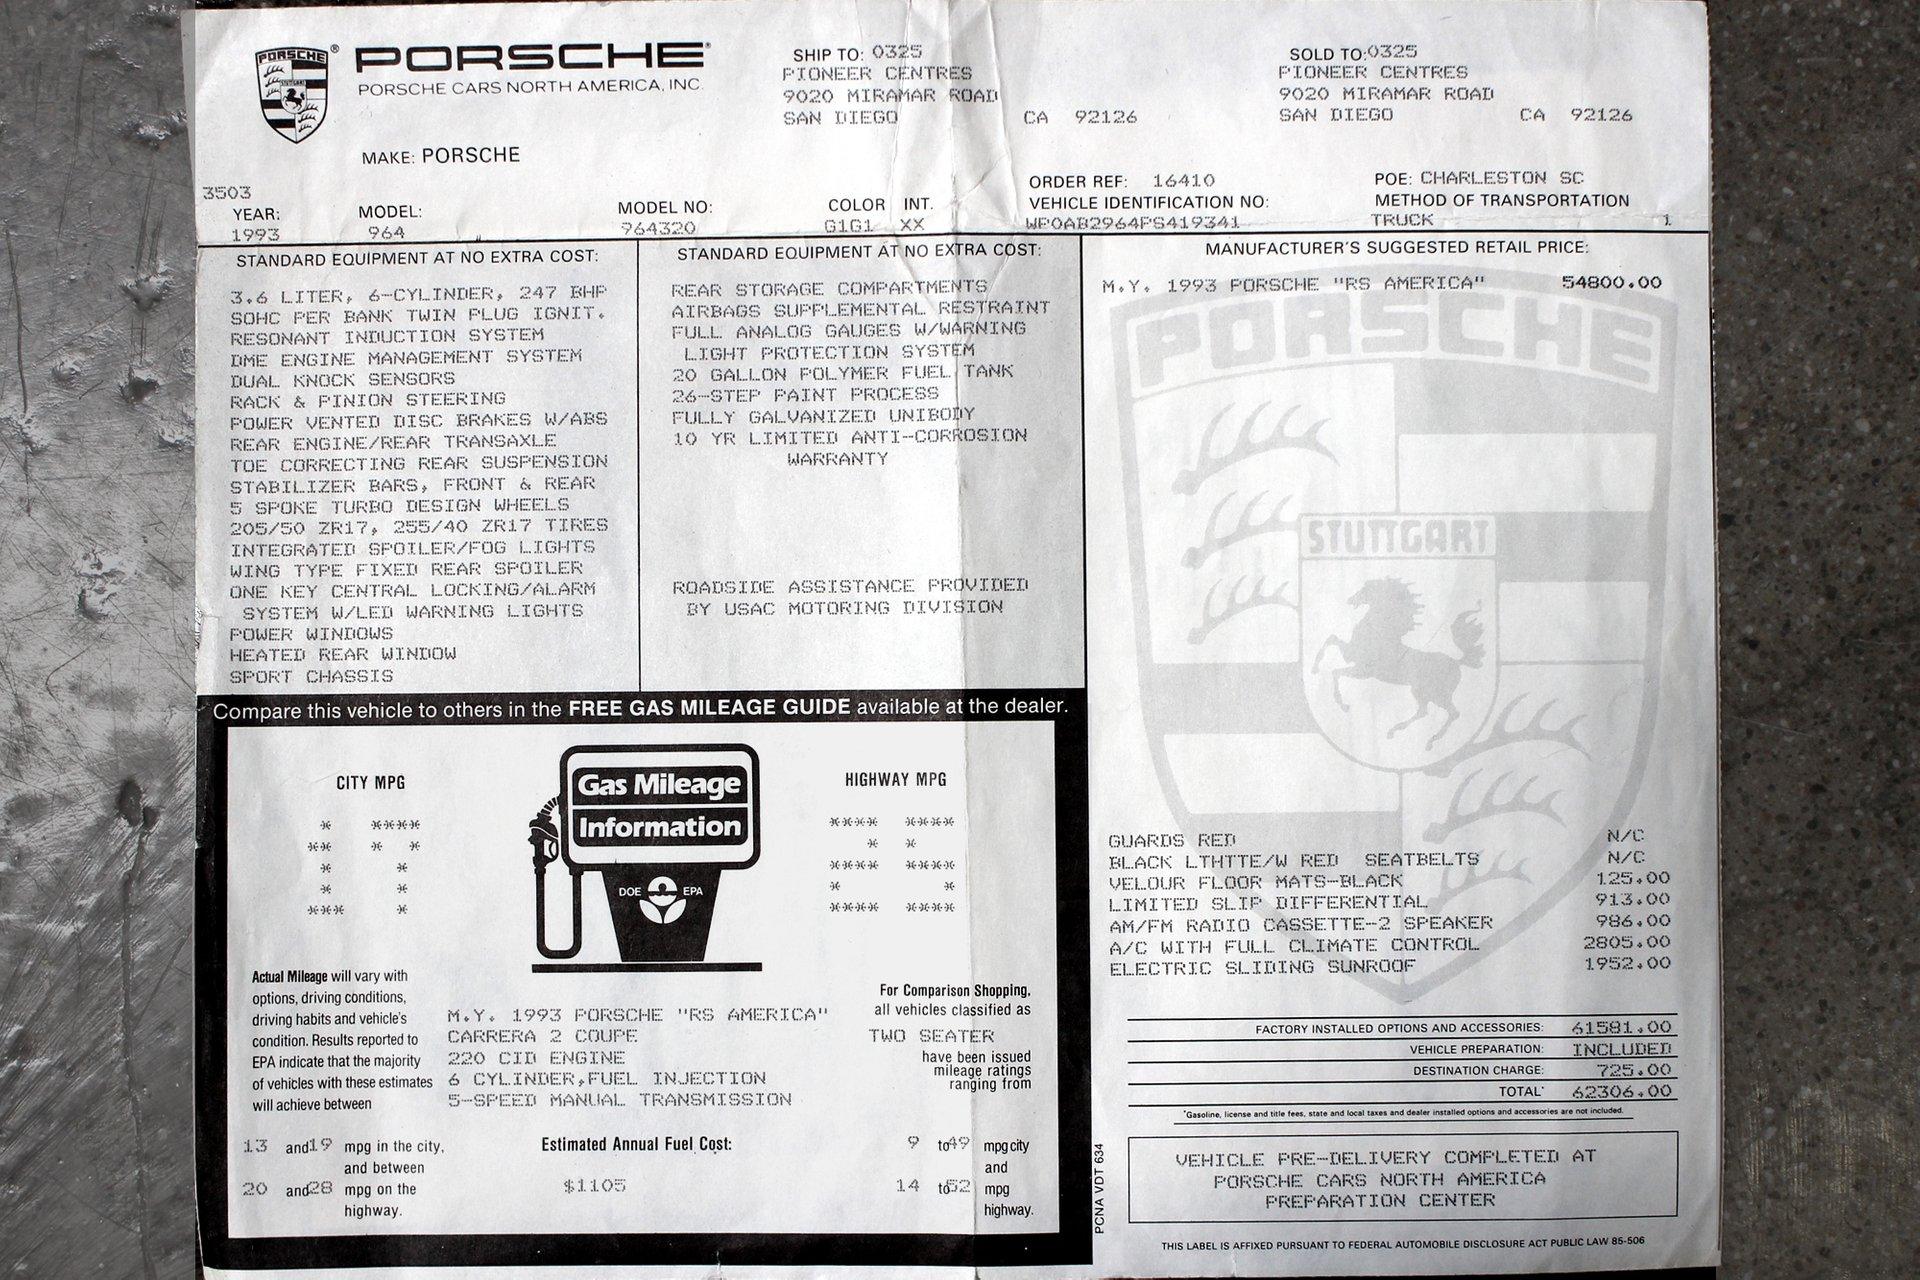 PORSCHE®
PORSCHE
PORSCHE CARS NORTH AMERICA, INC.
MAKE: PORSCHE
SHIP TO: 0325
PIONEER CENTRES
9020 MIRAMAR ROAD
SAN DIEGO CA 92126
SOLD TO: 0325
PIONEER CENTRES
9020 MIRAMAR ROAD
SAN DIEGO CA 92126
3503
ORDER REF: 16410
POE: CHARLESTON SC
YEAR: MODEL: MODEL NO: COLOR INT. VEHICLE IDENTIFICATION NO: METHOD OF TRANSPORTATION
1993 964 964320 G1G1 XX WP0AB2964PS419341 TRUCK 1
STANDARD EQUIPMENT AT NO EXTRA COST:
3.6 LITER, 6-CYLINDER, 247 BHP
SOHC PER BANK TWIN PLUG IGNIT.
RESONANT INDUCTION SYSTEM
DME ENGINE MANAGEMENT SYSTEM
DUAL KNOCK SENSORS
RACK & PINION STEERING
POWER VENTED DISC BRAKES W/ABS
REAR ENGINE/REAR TRANSAXLE
TOE CORRECTING REAR SUSPENSION
STABILIZER BARS, FRONT & REAR
5 SPOKE TURBO DESIGN WHEELS
205/50 ZR17, 255/40 ZR17 TIRES
INTEGRATED SPOILER/FOG LIGHTS
WING TYPE FIXED REAR SPOILER
ONE KEY CENTRAL LOCKING/ALARM
SYSTEM W/LED WARNING LIGHTS
POWER WINDOWS
HEATED REAR WINDOW
SPORT CHASSIS
STANDARD EQUIPMENT AT NO EXTRA COST:
REAR STORAGE COMPARTMENTS
AIRBAGS SUPPLEMENTAL RESTRAINT
FULL ANALOG GAUGES W/WARNING
LIGHT PROTECTION SYSTEM
20 GALLON POLYMER FUEL TANK
26-STEP PAINT PROCESS
FULLY GALVANIZED UNIBODY
10 YR LIMITED ANTI-CORROSION
WARRANTY
ROADSIDE ASSISTANCE PROVIDED
BY USAC MOTORING DIVISION
MANUFACTURER'S SUGGESTED RETAIL PRICE:
M.Y. 1993 PORSCHE "RS AMERICA" 54800.00
PORSCHE
STUTTGART
GUARDS RED N/C
BLACK LTHTTE/W RED SEATBELTS N/C
VELOUR FLOOR MATS-BLACK 125.00
LIMITED SLIP DIFFERENTIAL 913.00
AM/FM RADIO CASSETTE-2 SPEAKER 986.00
A/C WITH FULL CLIMATE CONTROL 2805.00
ELECTRIC SLIDING SUNROOF 1952.00
FACTORY INSTALLED OPTIONS AND ACCESSORIES: 61581.00
VEHICLE PREPARATION: INCLUDED
DESTINATION CHARGE: 725.00
TOTAL* 62306.00
*Gasoline, license and title fees, state and local taxes and dealer installed options and accessories are not included.
VEHICLE PRE-DELIVERY COMPLETED AT
PORSCHE CARS NORTH AMERICA
PREPARATION CENTER
THIS LABEL IS AFFIXED PURSUANT TO FEDERAL AUTOMOBILE DISCLOSURE ACT PUBLIC LAW 85-506
PCNA VDT 634
Compare this vehicle to others in the FREE GAS MILEAGE GUIDE available at the dealer.
CITY MPG
17
Gas Mileage
Information
DOE EPA
HIGHWAY MPG
22
Actual Mileage will vary with
options, driving conditions,
driving habits and vehicle's
condition. Results reported to
EPA indicate that the majority
of vehicles with these estimates
will achieve between
13 and 19 mpg in the city,
and between
20 and 28 mpg on the
highway.
M.Y. 1993 PORSCHE "RS AMERICA"
CARRERA 2 COUPE
220 CID ENGINE
6 CYLINDER,FUEL INJECTION
5-SPEED MANUAL TRANSMISSION
Estimated Annual Fuel Cost:
$1105
For Comparison Shopping,
all vehicles classified as
TWO SEATER
have been issued
mileage ratings
ranging from
9 to 49 mpg city
and
14 to 52 mpg
highway.